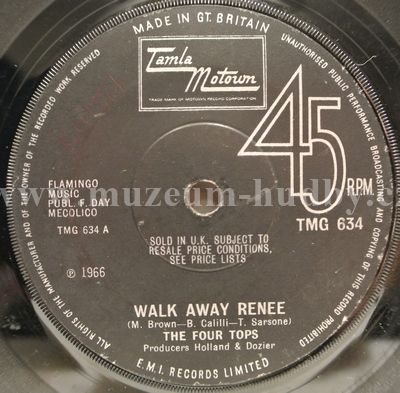 MADE IN GT. BRITAIN
ALL RIGHTS OF THE MANUFACTURER AND OF THE OWNER OF THE RECORDED WORK RESERVED
UNAUTHORISED PUBLIC PERFORMANCE BROADCASTING AND COPYING OF THIS RECORD PROHIBITED
Tamla
Motown
TRADE MARK OF MOTOWN RECORD CORPORATION
45
RPM.
TMG 634
FLAMINGO
MUSIC
PUBL. F. DAY
MECOLICO
www.muzeum-hudby.c
TMG 634 A
SOLD IN U.K. SUBJECT TO
RESALE PRICE CONDITIONS,
SEE PRICE LISTS
℗ 1966
WALK AWAY RENEE
(M. Brown—B. Calilli—T. Sarsone)
THE FOUR TOPS
Producers Holland & Dozier
E.M.I. RECORDS LIMITED